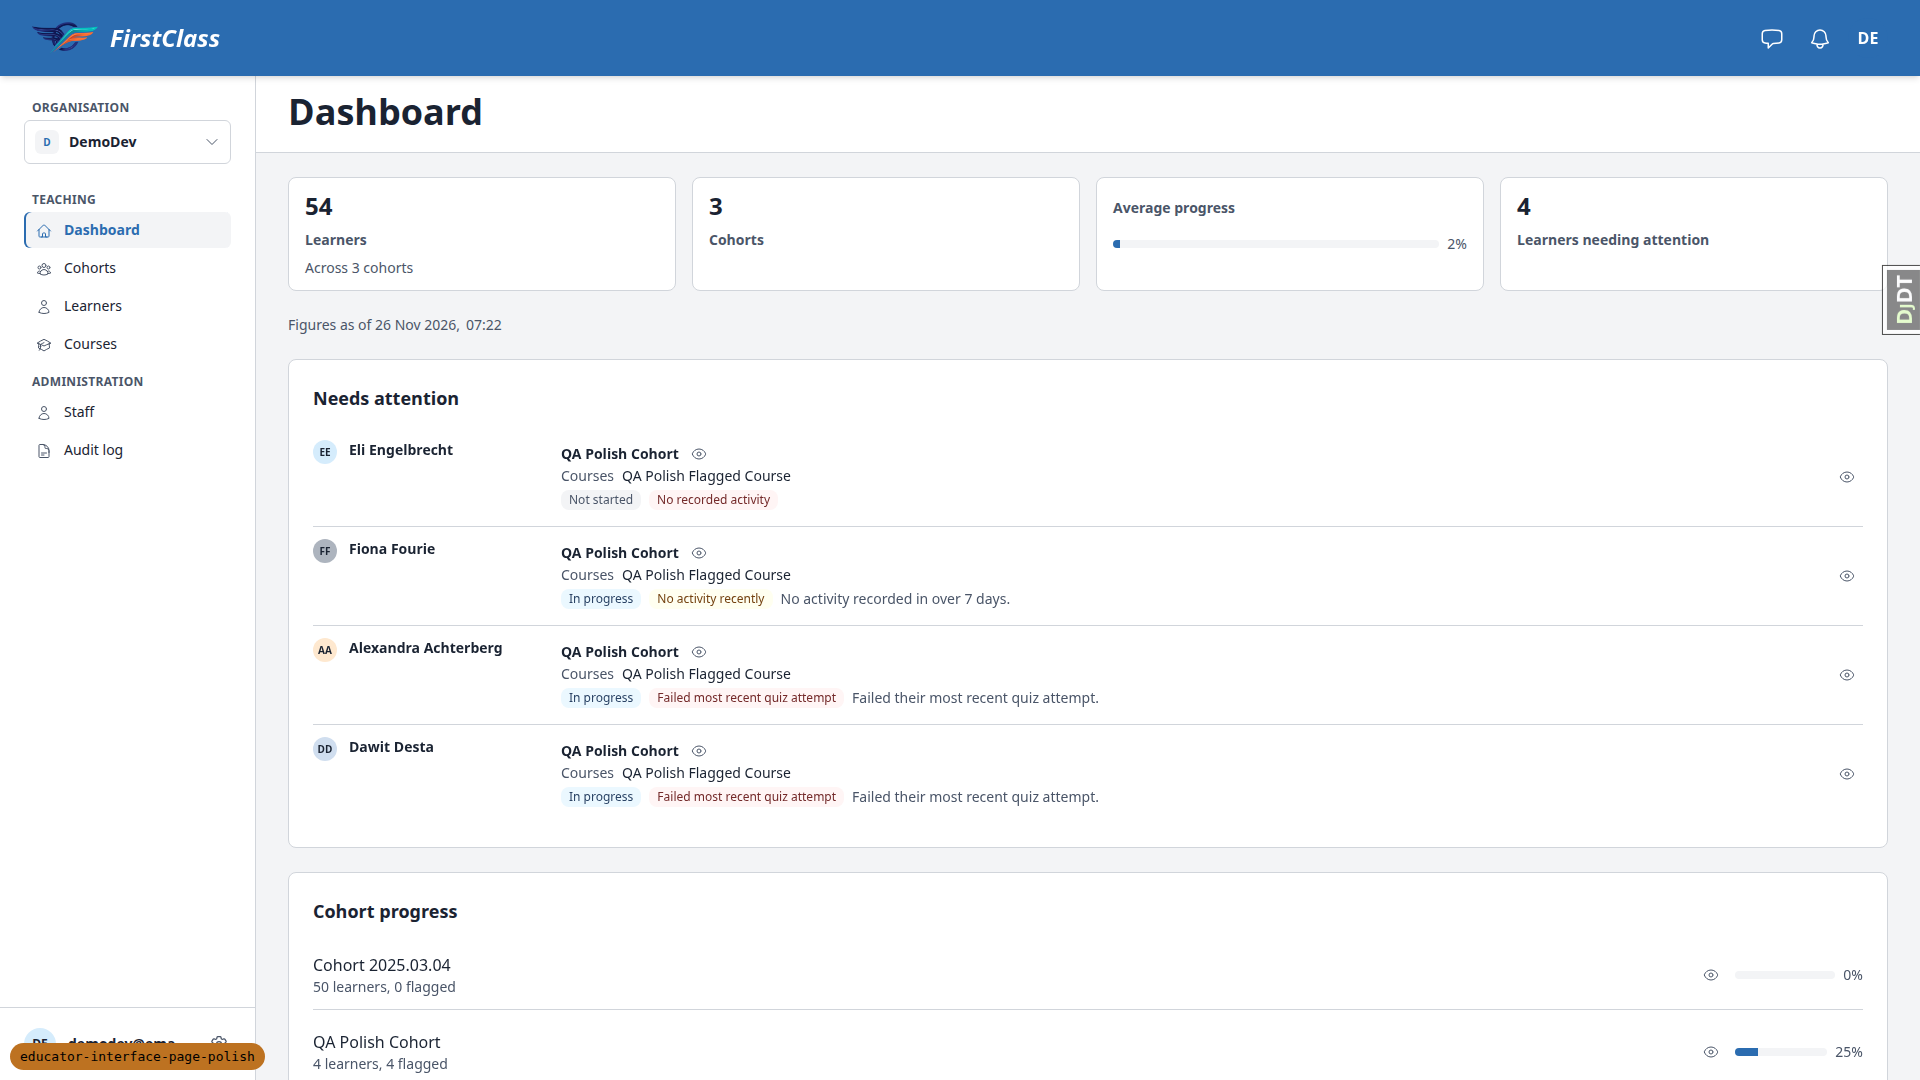 FirstClass
DE
ORGANISATION
D DemoDev
TEACHING
Dashboard
Cohorts
Learners
Courses
ADMINISTRATION
Staff
Audit log
educator-interface-page-polish
Dashboard
54
Learners
Across 3 cohorts
3
Cohorts
Average progress
2%
4
Learners needing attention
DjDT
Figures as of 26 Nov 2026, 07:22
Needs attention
EE Eli Engelbrecht
QA Polish Cohort
Courses QA Polish Flagged Course
Not started No recorded activity
FF Fiona Fourie
QA Polish Cohort
Courses QA Polish Flagged Course
In progress No activity recently No activity recorded in over 7 days.
AA Alexandra Achterberg
QA Polish Cohort
Courses QA Polish Flagged Course
In progress Failed most recent quiz attempt Failed their most recent quiz attempt.
DD Dawit Desta
QA Polish Cohort
Courses QA Polish Flagged Course
In progress Failed most recent quiz attempt Failed their most recent quiz attempt.
Cohort progress
Cohort 2025.03.04
50 learners, 0 flagged
0%
QA Polish Cohort
4 learners, 4 flagged
25%